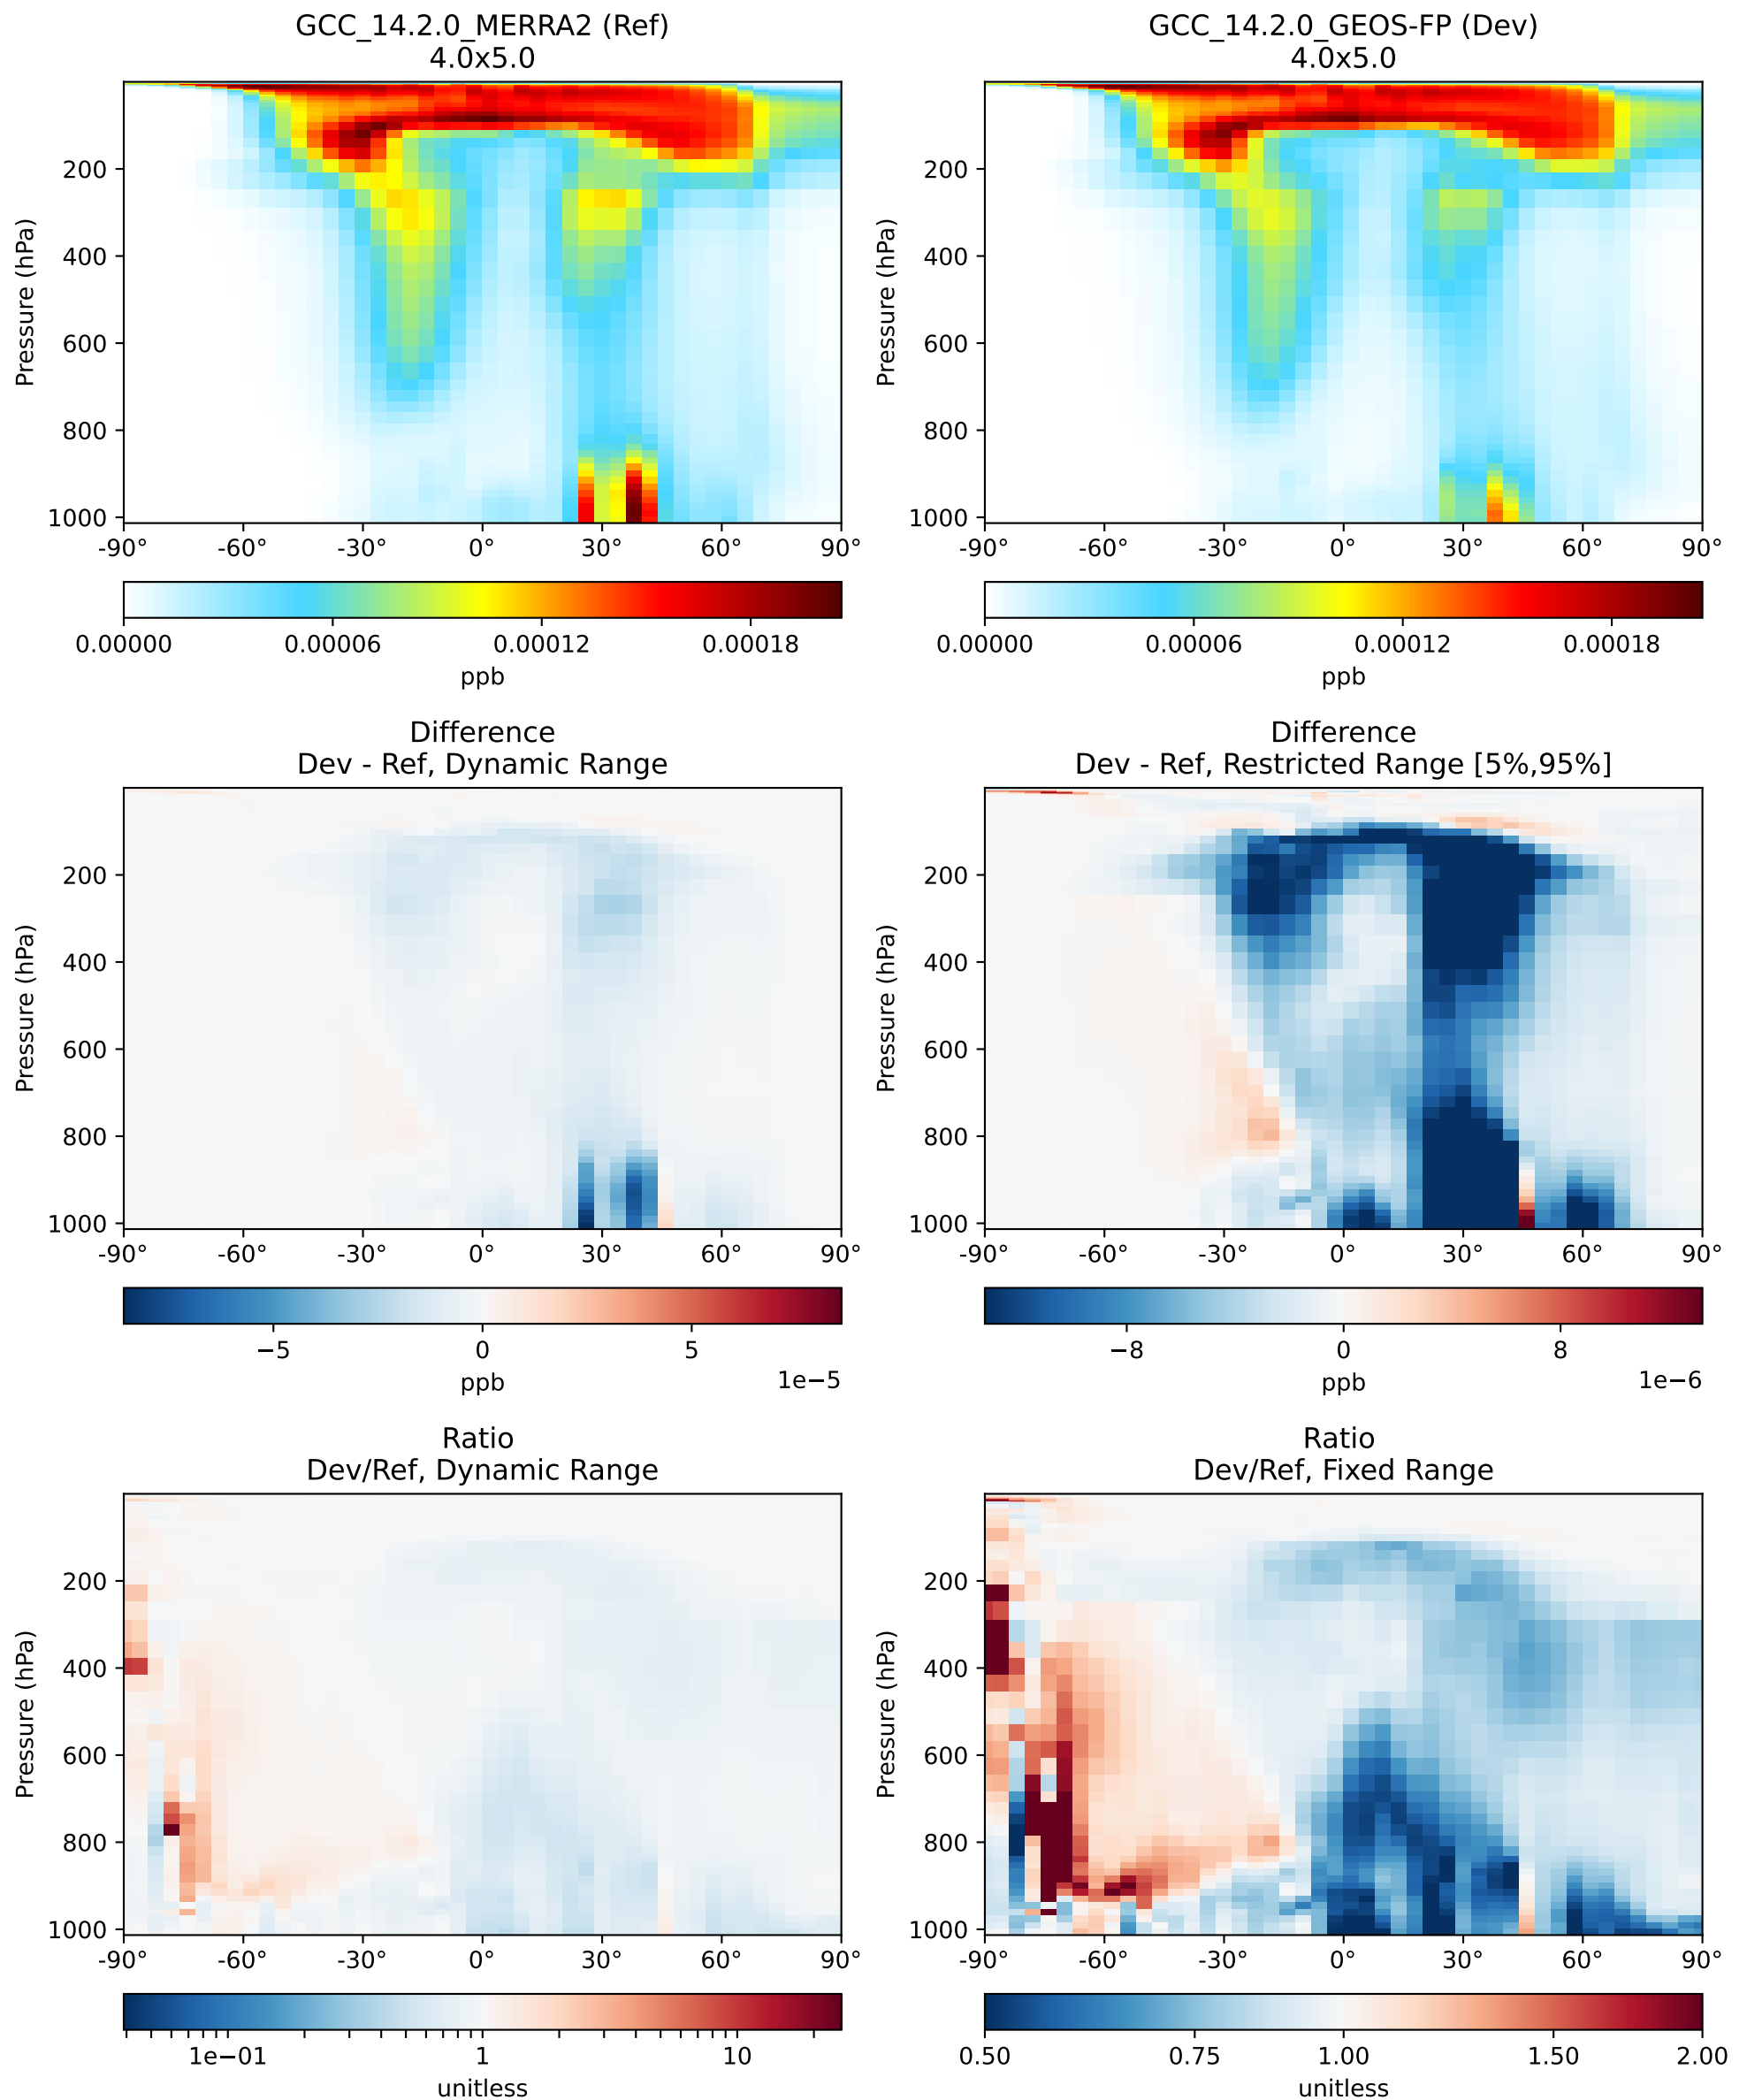 GCC_14.2.0_MERRA2 (Ref)
4.0x5.0
GCC_14.2.0_GEOS-FP (Dev)
4.0x5.0
Pressure (hPa)
200
400
600
800
1000
-90° -60° -30° 0° 30° 60° 90°
0.00000 0.00006 0.00012 0.00018
ppb
Pressure (hPa)
200
400
600
800
1000
-90° -60° -30° 0° 30° 60° 90°
0.00000 0.00006 0.00012 0.00018
ppb
Difference
Dev - Ref, Dynamic Range
Pressure (hPa)
200
400
600
800
1000
-90° -60° -30° 0° 30° 60° 90°
−5 0 5
1e−5
ppb
Difference
Dev - Ref, Restricted Range [5%,95%]
Pressure (hPa)
200
400
600
800
1000
-90° -60° -30° 0° 30° 60° 90°
−8 0 8
1e−6
ppb
Ratio
Dev/Ref, Dynamic Range
Pressure (hPa)
200
400
600
800
1000
-90° -60° -30° 0° 30° 60° 90°
1e−01 1 10
unitless
Ratio
Dev/Ref, Fixed Range
Pressure (hPa)
200
400
600
800
1000
-90° -60° -30° 0° 30° 60° 90°
0.50 0.75 1.00 1.50 2.00
unitless